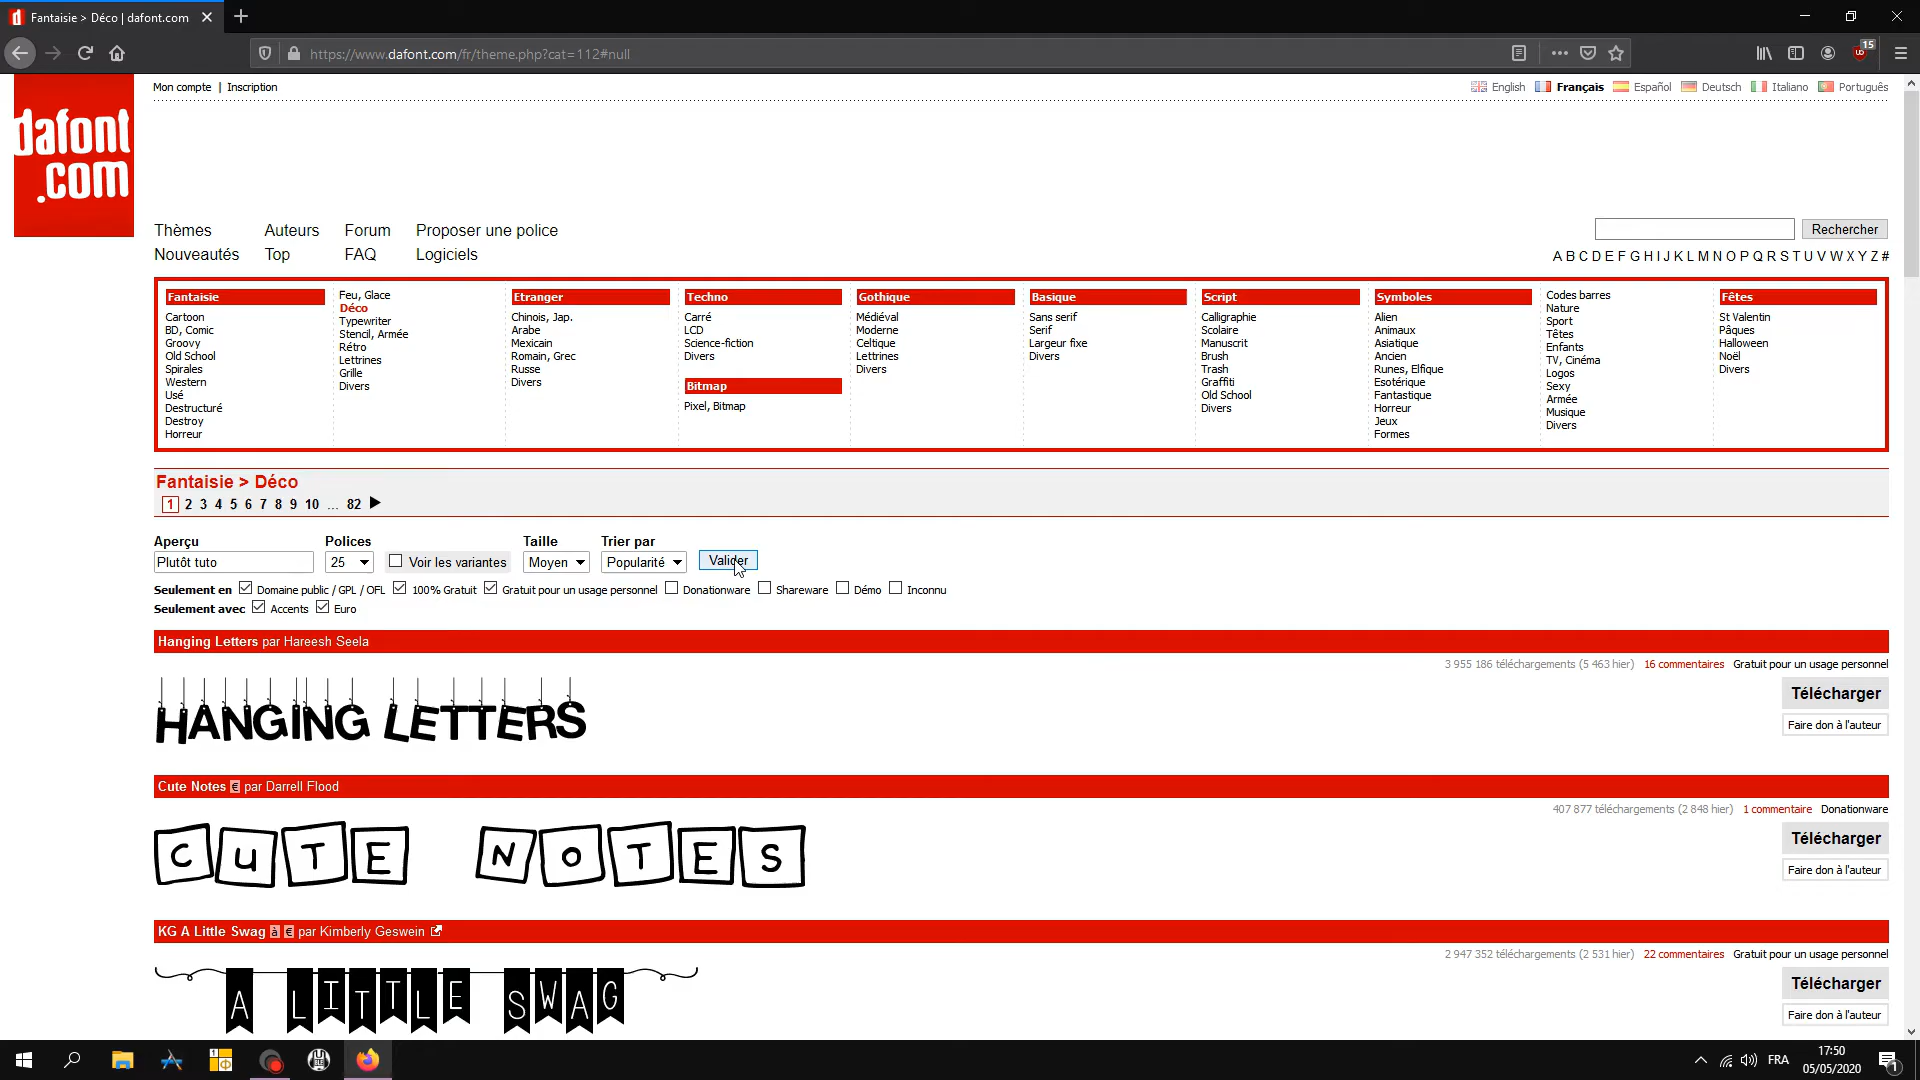 Fantaisie > Déco | dafont.com
https://www.dafont.com/fr/theme.php?cat=112#null
15
dafont
.com
Mon compte | Inscription
English Français Español Deutsch Italiano Português
Thèmes Auteurs Forum Proposer une police
Nouveautés Top FAQ Logiciels
Rechercher
A B C D E F G H I J K L M N O P Q R S T U V W X Y Z #
Fantaisie
Cartoon
BD, Comic
Groovy
Old School
Spirales
Western
Usé
Destructuré
Destroy
Horreur
Feu, Glace
Déco
Typewriter
Stencil, Armée
Rétro
Lettrines
Grille
Divers
Etranger
Chinois, Jap.
Arabe
Mexicain
Romain, Grec
Russe
Divers
Techno
Carré
LCD
Science-fiction
Divers
Bitmap
Pixel, Bitmap
Gothique
Médiéval
Moderne
Celtique
Lettrines
Divers
Basique
Sans serif
Serif
Largeur fixe
Divers
Script
Calligraphie
Scolaire
Manuscrit
Brush
Trash
Graffiti
Old School
Divers
Symboles
Alien
Animaux
Asiatique
Ancien
Runes, Elfique
Esotérique
Fantastique
Horreur
Jeux
Formes
Codes barres
Nature
Sport
Têtes
Enfants
TV, Cinéma
Logos
Sexy
Armée
Musique
Divers
Fêtes
St Valentin
Pâques
Halloween
Noël
Divers
Fantaisie > Déco
1 2 3 4 5 6 7 8 9 10 ... 82
Aperçu Polices Taille Trier par
Plutôt tuto 25 Voir les variantes Moyen Popularité Valider
Seulement en Domaine public / GPL / OFL 100% Gratuit Gratuit pour un usage personnel Donationware Shareware Démo Inconnu
Seulement avec Accents Euro
Hanging Letters par Hareesh Seela
3 955 186 téléchargements (5 463 hier) 16 commentaires Gratuit pour un usage personnel
HANGING LETTERS
Télécharger
Faire don à l'auteur
Cute Notes € par Darrell Flood
407 877 téléchargements (2 848 hier) 1 commentaire Donationware
CUTE NOTES
Télécharger
Faire don à l'auteur
KG A Little Swag à € par Kimberly Geswein
2 947 352 téléchargements (2 531 hier) 22 commentaires Gratuit pour un usage personnel
A LITTLE SWAG
Télécharger
Faire don à l'auteur
FRA
17:50
05/05/2020
1